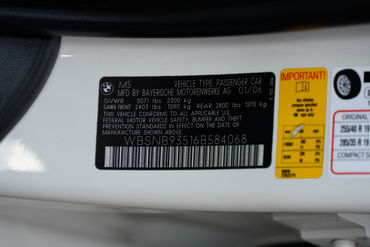 M5 VEHICLE TYPE: PASSENGER CAR
MFD BY BAYERISCHE MOTORENWERKE AG 01/06
GVWR 5071 lbs 2300 kg
GAWR FRONT 2403 lbs 1090 kg REAR 2800 lbs 1270 kg
THIS VEHICLE CONFORMS TO ALL APPLICABLE
FEDERAL MOTOR VEHICLE SAFETY, BUMPER,
AND THEFT PREVENTION STANDARDS IN EFFECT ON
THE DATE OF MANUFACTURE SHOWN ABOVE.
WBSNB93516B584068
IMPORTANT!
ORIGINAL
255/40 R 19
285/35 R 19
COMPACT S